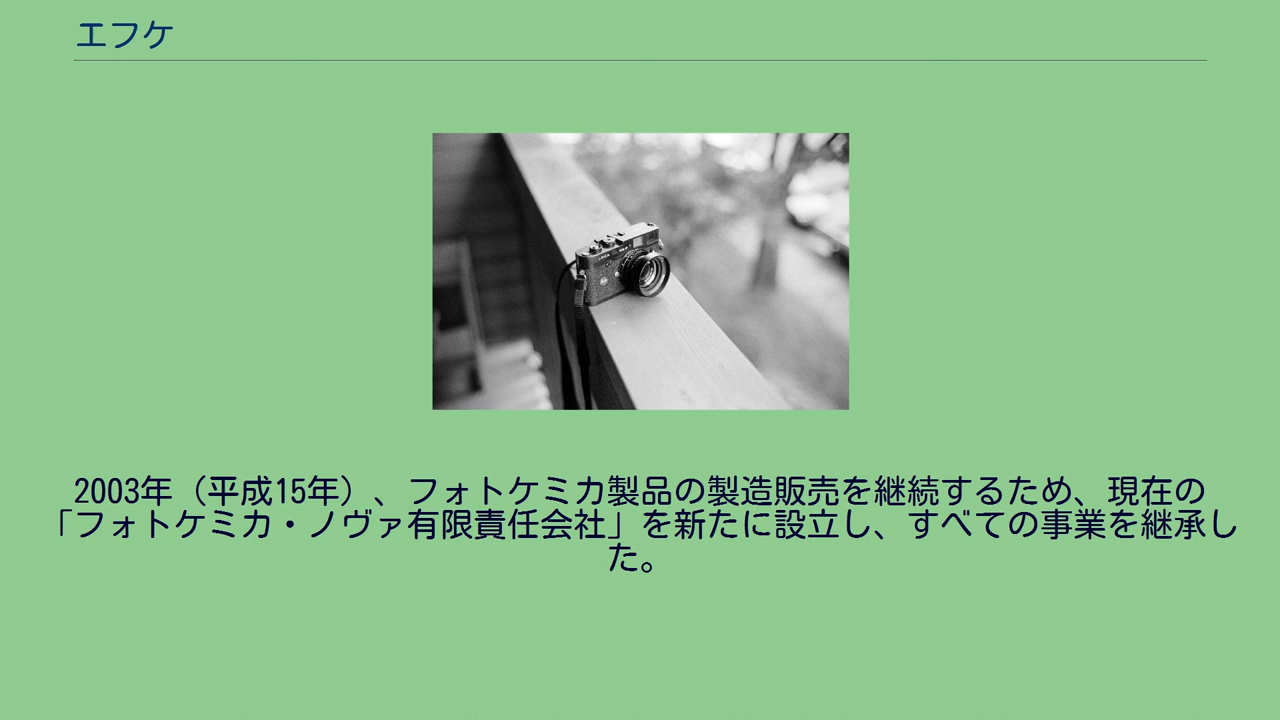 エフケ
2003年（平成15年）、フォトケミカ製品の製造販売を継続するため、現在の
「フォトケミカ・ノヴァ有限責任会社」を新たに設立し、すべての事業を継承し
た。